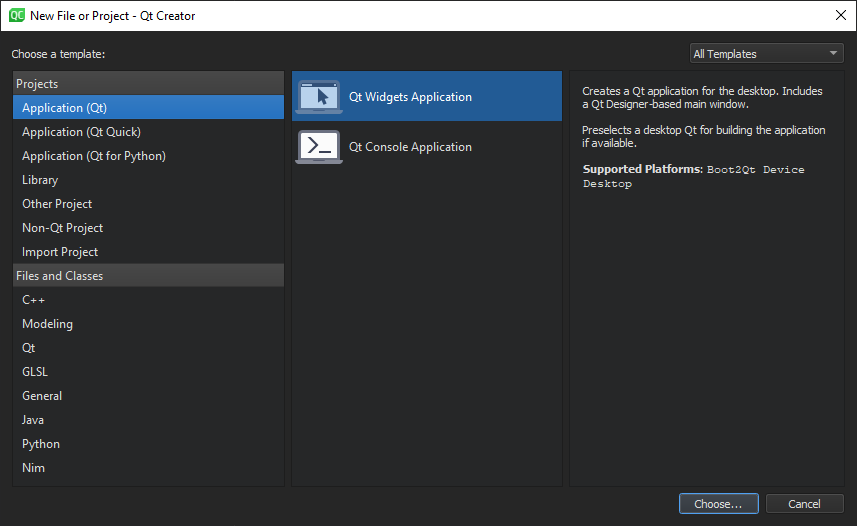 QC New File or Project - Qt Creator
Choose a template:
All Templates
Projects
Application (Qt)
Application (Qt Quick)
Application (Qt for Python)
Library
Other Project
Non-Qt Project
Import Project
Files and Classes
C++
Modeling
Qt
GLSL
General
Java
Python
Nim
Qt Widgets Application
Qt Console Application
Creates a Qt application for the desktop. Includes
a Qt Designer-based main window.
Preselects a desktop Qt for building the application
if available.
Supported Platforms: Boot2Qt Device
Desktop
Choose...
Cancel